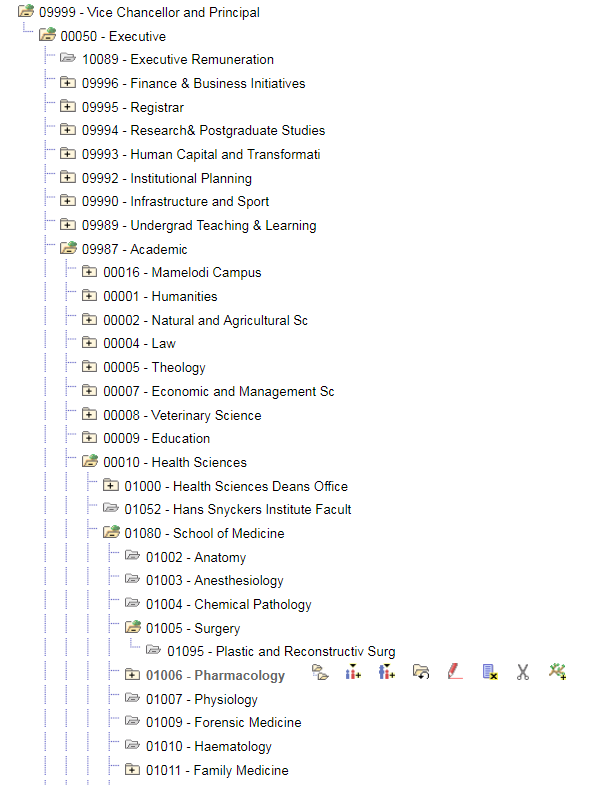 09999 - Vice Chancellor and Principal
00050 - Executive
10089 - Executive Remuneration
09996 - Finance & Business Initiatives
09995 - Registrar
09994 - Research& Postgraduate Studies
09993 - Human Capital and Transformati
09992 - Institutional Planning
09990 - Infrastructure and Sport
09989 - Undergrad Teaching & Learning
09987 - Academic
00016 - Mamelodi Campus
00001 - Humanities
00002 - Natural and Agricultural Sc
00004 - Law
00005 - Theology
00007 - Economic and Management Sc
00008 - Veterinary Science
00009 - Education
00010 - Health Sciences
01000 - Health Sciences Deans Office
01052 - Hans Snyckers Institute Facult
01080 - School of Medicine
01002 - Anatomy
01003 - Anesthesiology
01004 - Chemical Pathology
01005 - Surgery
01095 - Plastic and Reconstructiv Surg
01006 - Pharmacology
01007 - Physiology
01009 - Forensic Medicine
01010 - Haematology
01011 - Family Medicine